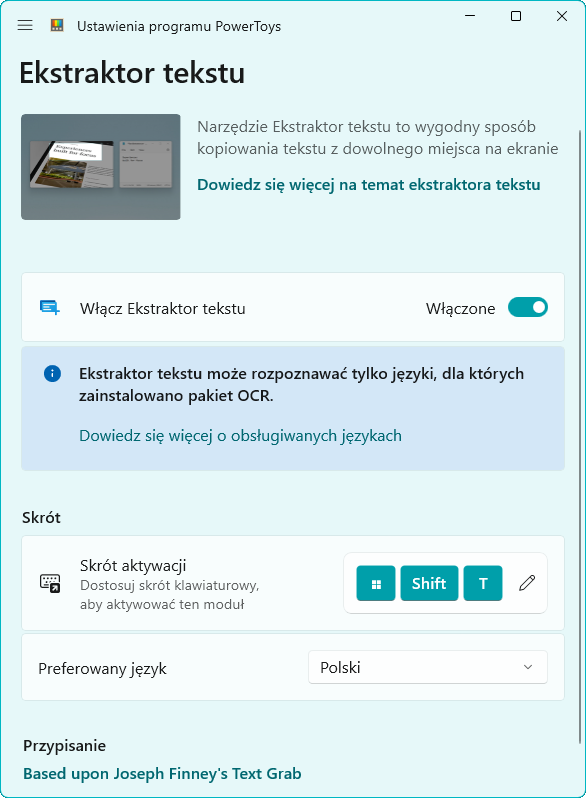 Ustawienia programu PowerToys
Ekstraktor tekstu
Narzędzie Ekstraktor tekstu to wygodny sposób
kopiowania tekstu z dowolnego miejsca na ekranie
Dowiedz się więcej na temat ekstraktora tekstu
Włącz Ekstraktor tekstu
Włączone
Ekstraktor tekstu może rozpoznawać tylko języki, dla których
zainstalowano pakiet OCR.
Dowiedz się więcej o obsługiwanych językach
Skrót
Skrót aktywacji
Dostosuj skrót klawiaturowy,
aby aktywować ten moduł
Shift
T
Preferowany język
Polski
Przypisanie
Based upon Joseph Finney's Text Grab